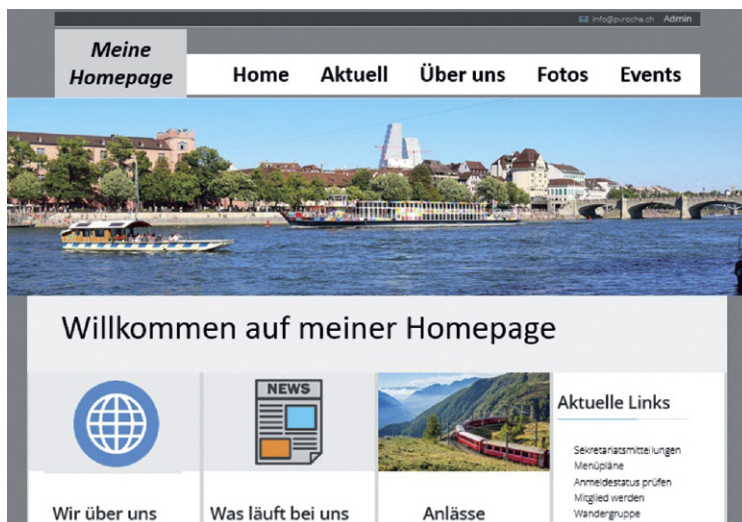 info@pvroche.ch Admin
Meine
Homepage
Home Aktuell Über uns Fotos Events
Willkommen auf meiner Homepage
NEWS
Aktuelle Links
Sekretariatsmitteilungen
Menüpläne
Anmeldestatus prüfen
Mitglied werden
Wandergruppe
Wir über uns
Was läuft bei uns
Anlässe